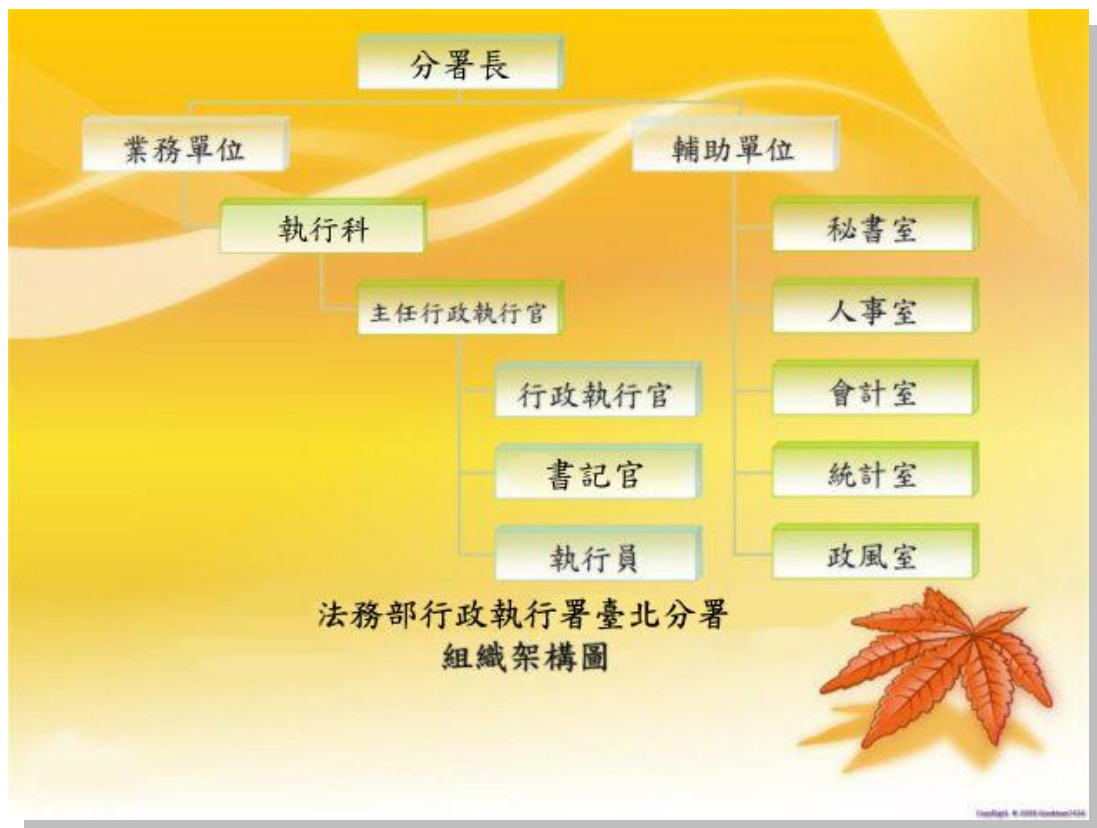 分署長
業務單位
輔助單位
執行科
秘書室
主任行政執行官
人事室
行政執行官
會計室
書記官
統計室
執行員
政風室
法務部行政執行署臺北分署
組織架構圖